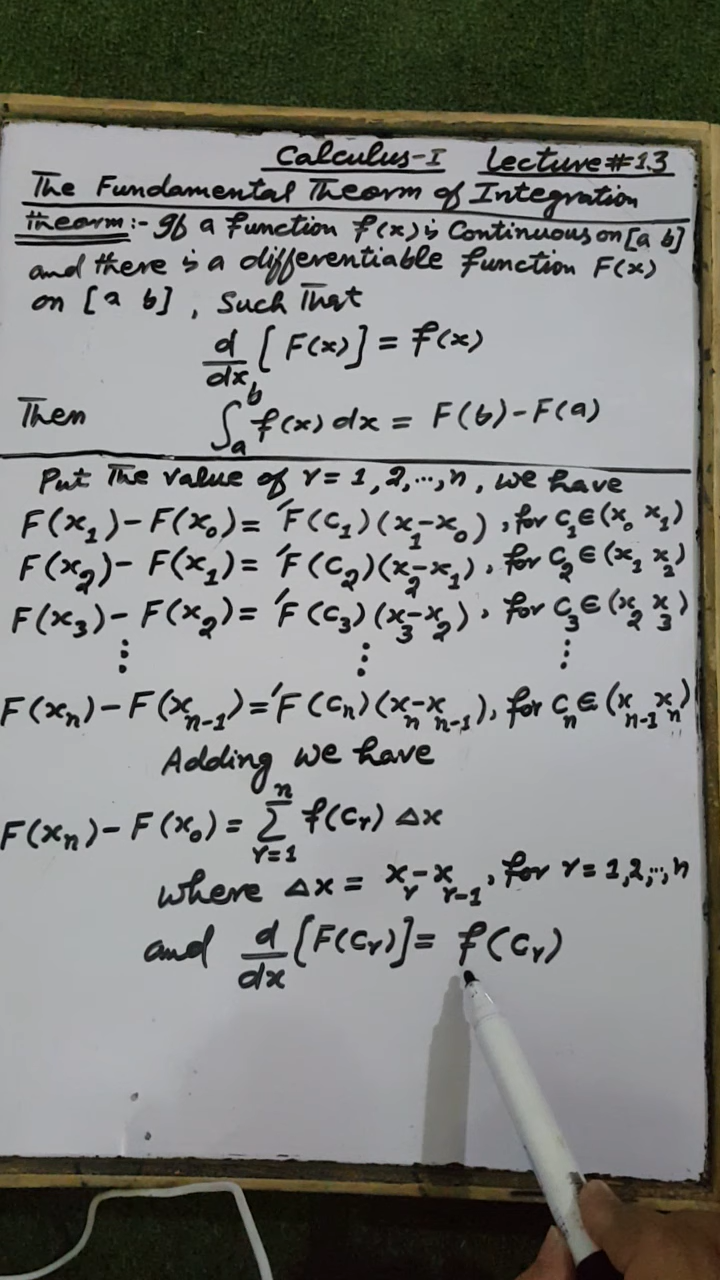 Calculus-I Lecture#13
The Fundamental Theorm of Integration
Theorm:- If a function f(x) is Continuous on [a b]
and there is a differentiable function F(x)
on [a b], Such That
d/dx [F(x)] = f(x)
Then ∫_a^b f(x) dx = F(b)-F(a)
Put The value of r=1,2,...,n, we have
F(x₁)-F(x₀)= 'F(c₁)(x₁-x₀), for c₁∈(x₀ x₁)
F(x₂)-F(x₁)= 'F(c₂)(x₂-x₁), for c₂∈(x₁ x₂)
F(x₃)-F(x₂)= 'F(c₃)(x₃-x₂), for c₃∈(x₂ x₃)
⋮ ⋮ ⋮
F(xₙ)-F(xₙ₋₁)='F(cₙ)(xₙ-xₙ₋₁), for cₙ∈(xₙ₋₁ xₙ)
Adding we have
F(xₙ)-F(x₀)= ∑_{r=1}^n f(cᵣ) Δx
where Δx = xᵣ-xᵣ₋₁, for r=1,2,...,n
and d/dx [F(cᵣ)]= f(cᵣ)